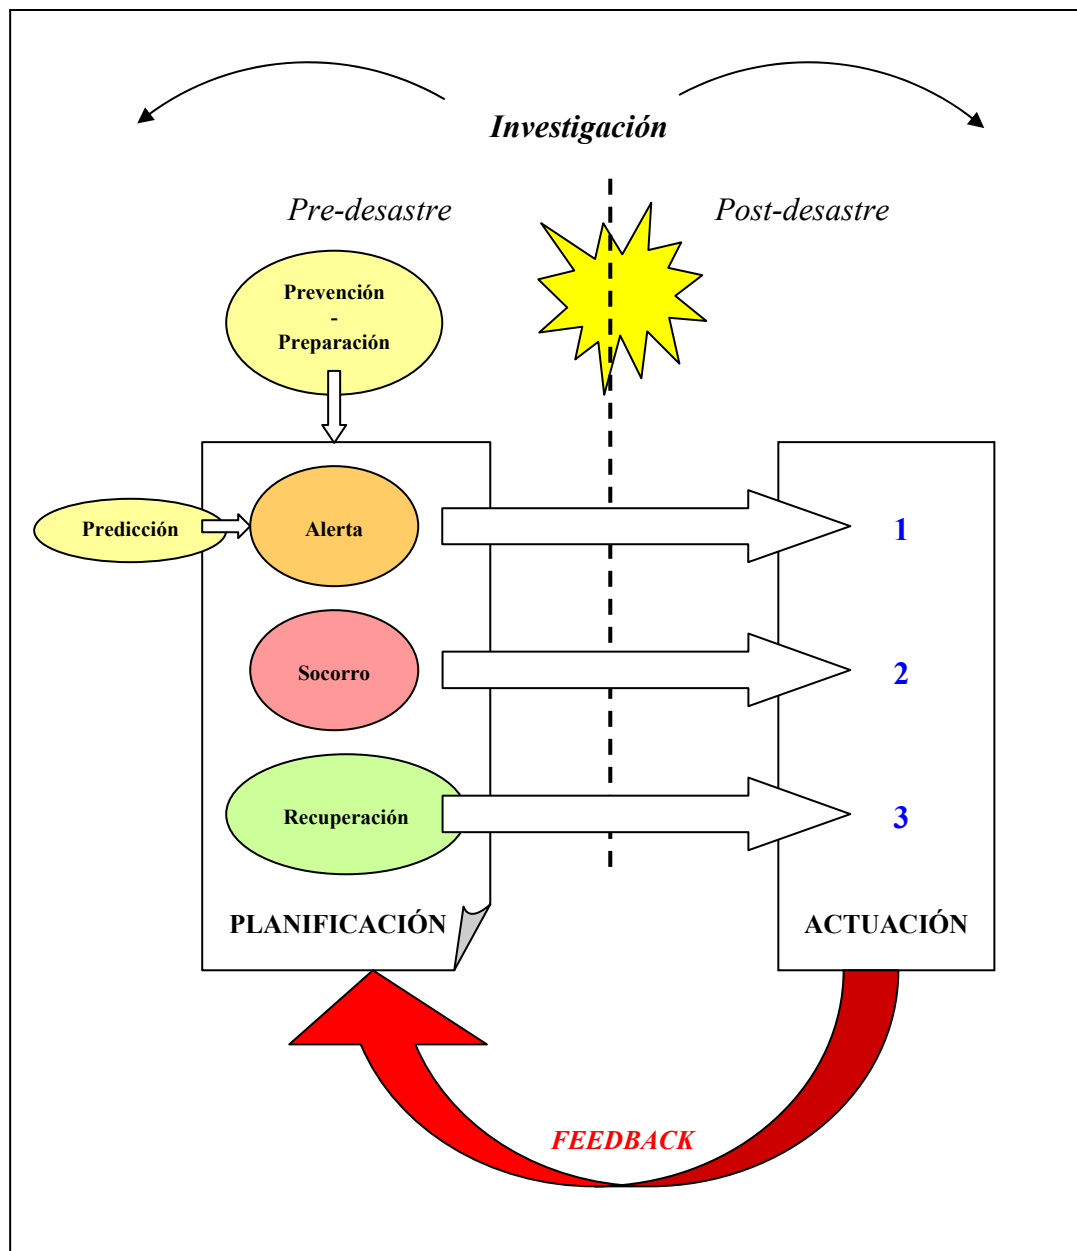 Investigación
Pre-desastre
Post-desastre
Prevención
-
Preparación
Predicción
Alerta
1
Socorro
2
Recuperación
3
PLANIFICACIÓN
ACTUACIÓN
FEEDBACK